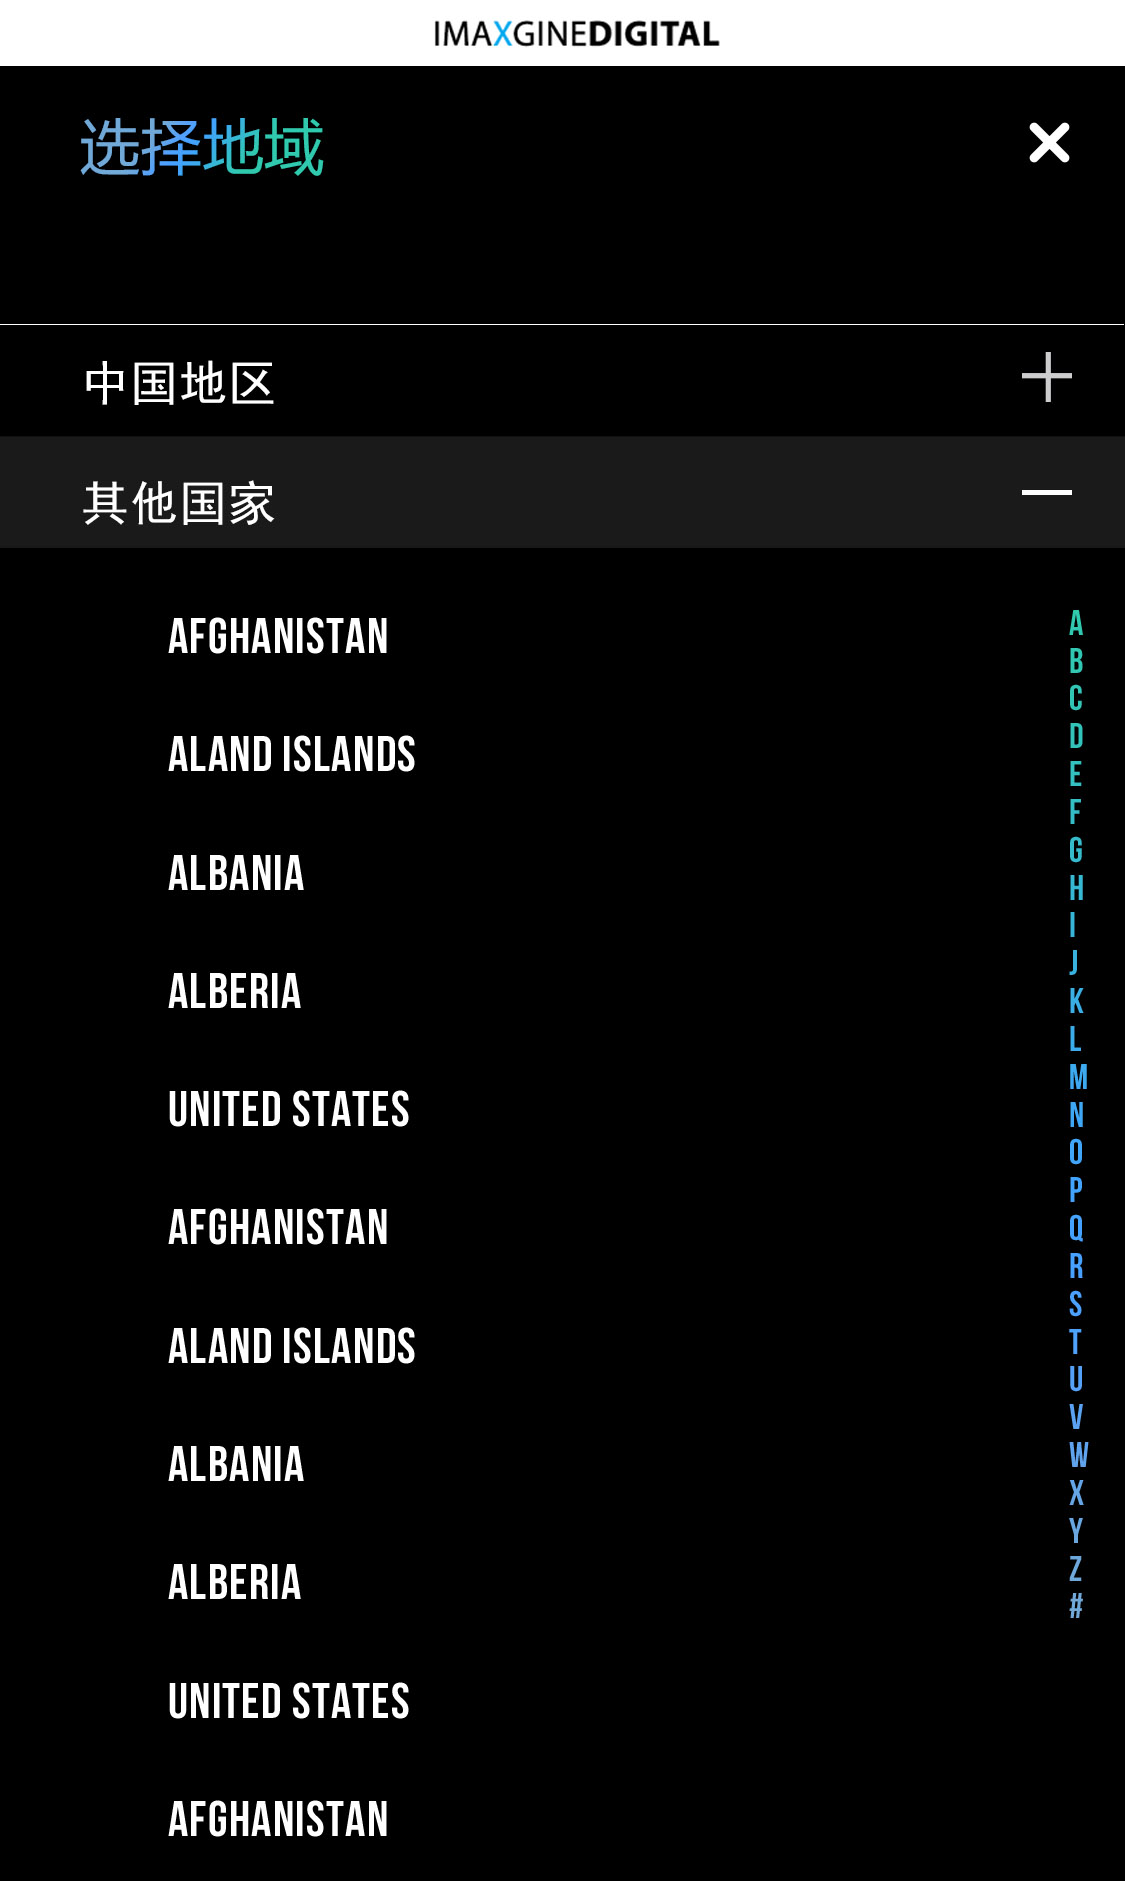 IMAXGINEDIGITAL
选择地域
中国地区
其他国家
AFGHANISTAN
ALAND ISLANDS
ALBANIA
ALBERIA
UNITED STATES
AFGHANISTAN
ALAND ISLANDS
ALBANIA
ALBERIA
UNITED STATES
AFGHANISTAN
A
B
C
D
E
F
G
H
I
J
K
L
M
N
O
P
Q
R
S
T
U
V
W
X
Y
Z
#